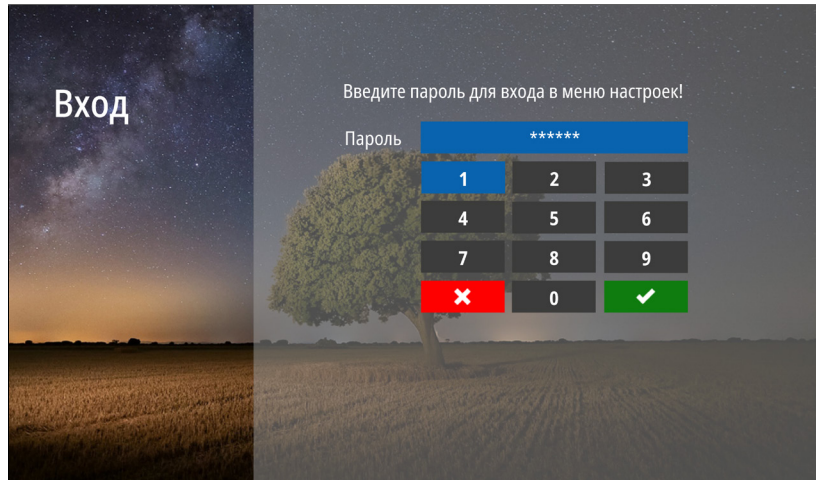 Вход
Введите пароль для входа в меню настроек!
Пароль ******
1 2 3
4 5 6
7 8 9
0